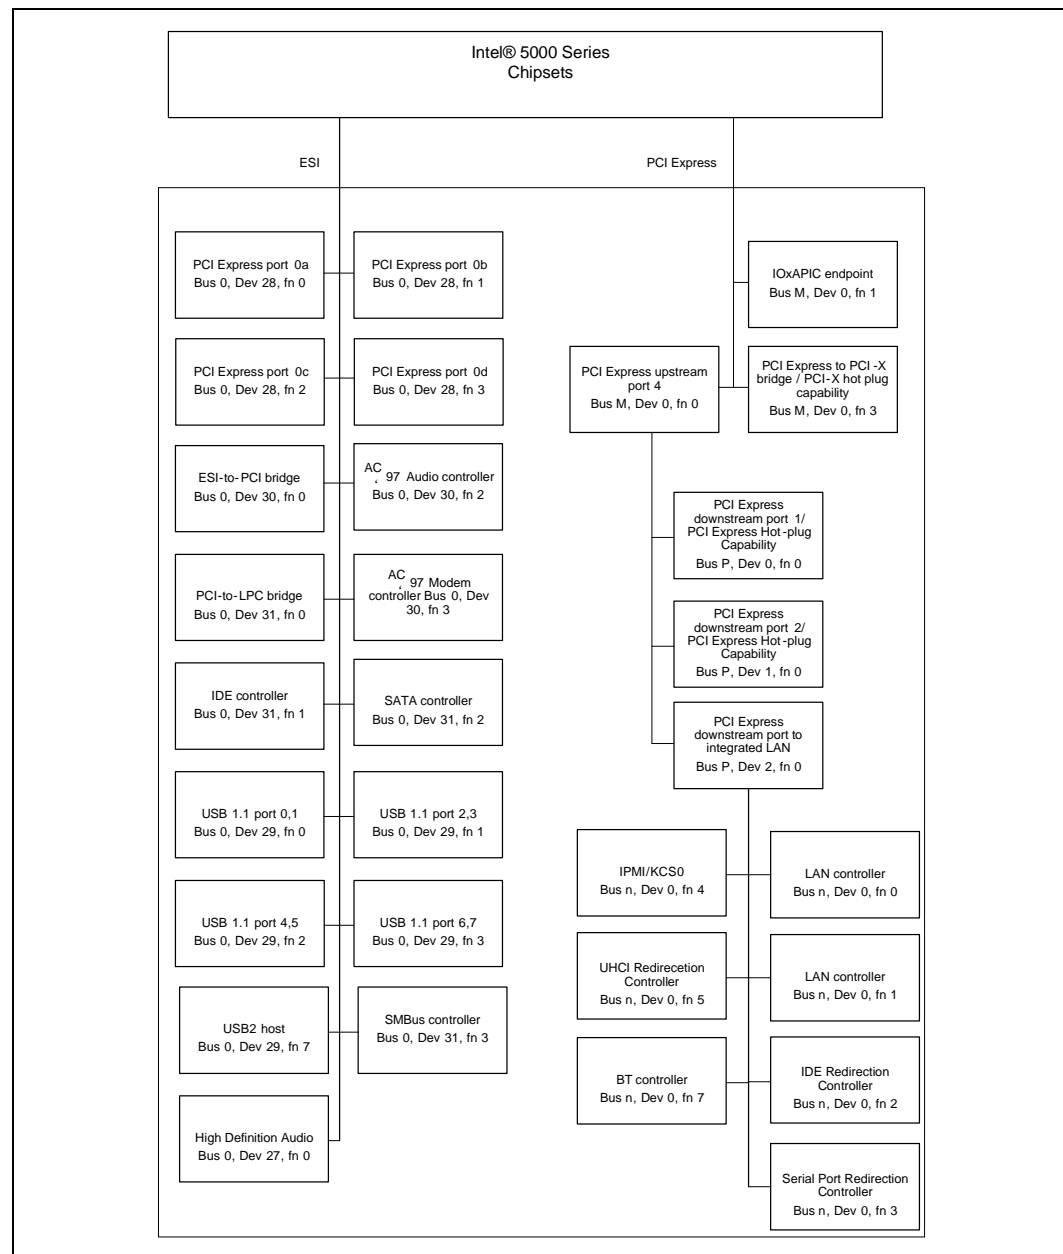 Intel® 5000 Series
Chipsets
ESI
PCI Express
PCI Express port 0a
Bus 0, Dev 28, fn 0
PCI Express port 0b
Bus 0, Dev 28, fn 1
PCI Express port 0c
Bus 0, Dev 28, fn 2
PCI Express port 0d
Bus 0, Dev 28, fn 3
ESI-to-PCI bridge
Bus 0, Dev 30, fn 0
AC ‘ 97 Audio controller
Bus 0, Dev 30, fn 2
PCI-to-LPC bridge
Bus 0, Dev 31, fn 0
AC ‘ 97 Modem
controller Bus 0, Dev
30, fn 3
IDE controller
Bus 0, Dev 31, fn 1
SATA controller
Bus 0, Dev 31, fn 2
USB 1.1 port 0,1
Bus 0, Dev 29, fn 0
USB 1.1 port 2,3
Bus 0, Dev 29, fn 1
USB 1.1 port 4,5
Bus 0, Dev 29, fn 2
USB 1.1 port 6,7
Bus 0, Dev 29, fn 3
USB2 host
Bus 0, Dev 29, fn 7
SMBus controller
Bus 0, Dev 31, fn 3
High Definition Audio
Bus 0, Dev 27, fn 0
IOxAPIC endpoint
Bus M, Dev 0, fn 1
PCI Express upstream
port 4
Bus M, Dev 0, fn 0
PCI Express to PCI-X
bridge / PCI-X hot plug
capability
Bus M, Dev 0, fn 3
PCI Express
downstream port 1/
PCI Express Hot-plug
Capability
Bus P, Dev 0, fn 0
PCI Express
downstream port 2/
PCI Express Hot-plug
Capability
Bus P, Dev 1, fn 0
PCI Express
downstream port to
integrated LAN
Bus P, Dev 2, fn 0
IPMI/KCS0
Bus n, Dev 0, fn 4
LAN controller
Bus n, Dev 0, fn 0
UHCI Redirecetion
Controller
Bus n, Dev 0, fn 5
LAN controller
Bus n, Dev 0, fn 1
BT controller
Bus n, Dev 0, fn 7
IDE Redirection
Controller
Bus n, Dev 0, fn 2
Serial Port Redirection
Controller
Bus n, Dev 0, fn 3